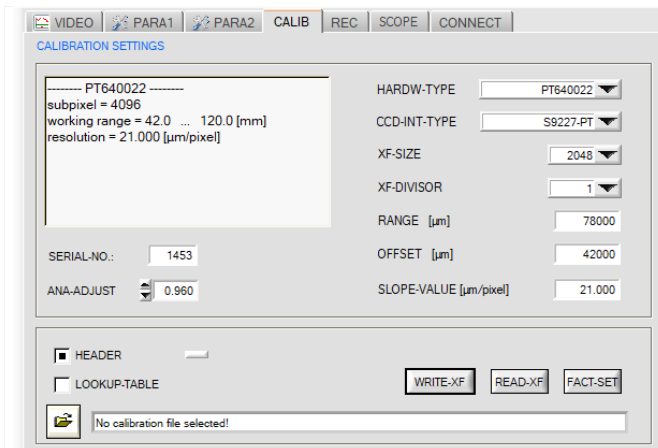 VIDEO PARA1 PARA2 CALIB REC SCOPE CONNECT
CALIBRATION SETTINGS
-------- PT640022 --------
subpixel = 4096
working range = 42.0 ... 120.0 [mm]
resolution = 21.000 [µm/pixel]
SERIAL-NO.: 1453
ANA-ADJUST 0.960
HARDW-TYPE PT640022
CCD-INT-TYPE S9227-PT
XF-SIZE 2048
XF-DIVISOR 1
RANGE [µm] 78000
OFFSET [µm] 42000
SLOPE-VALUE [µm/pixel] 21.000
HEADER
LOOKUP-TABLE
WRITE-XF READ-XF FACT-SET
No calibration file selected!